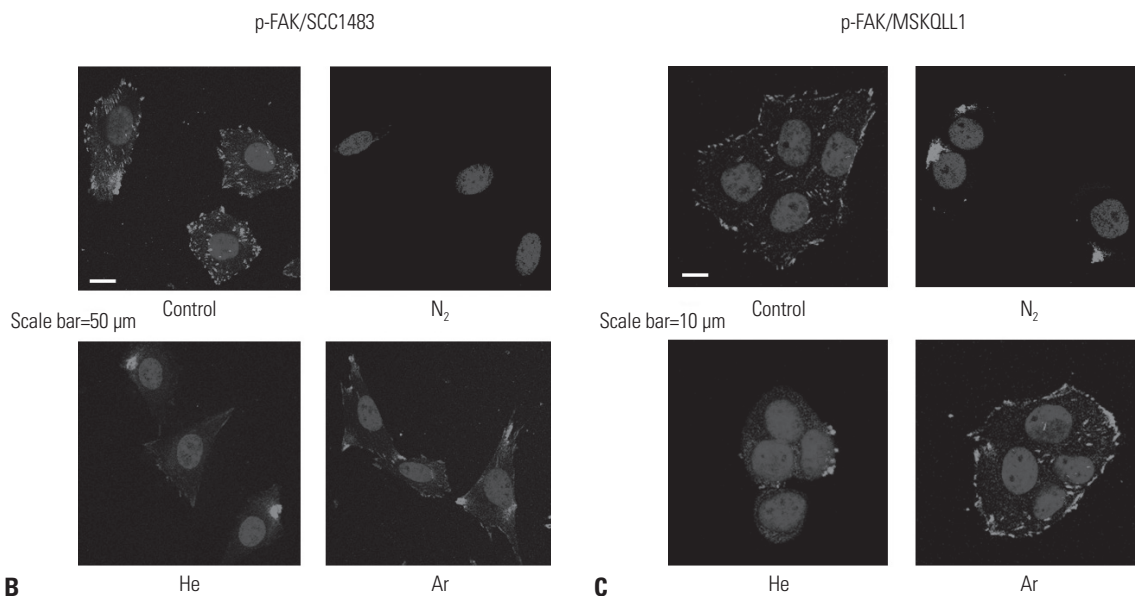 p-FAK/SCC1483
Control
N₂
Scale bar=50 µm
He
Ar
B
p-FAK/MSKQLL1
Control
N₂
Scale bar=10 µm
He
Ar
C